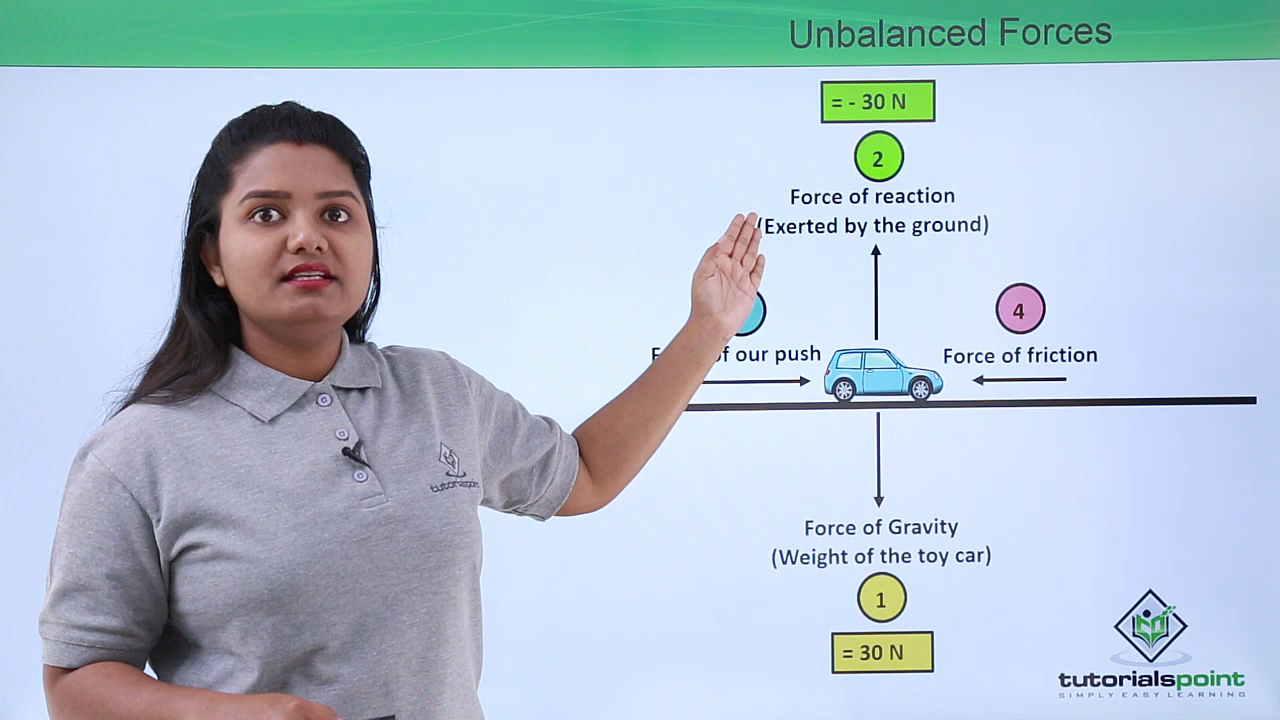 Unbalanced Forces
= - 30 N
2
Force of reaction
(Exerted by the ground)
4
of our push
Force of friction
Force of Gravity
(Weight of the toy car)
1
= 30 N
tutorialspoint
SIMPLY EASY LEARNING
tutorialspoint